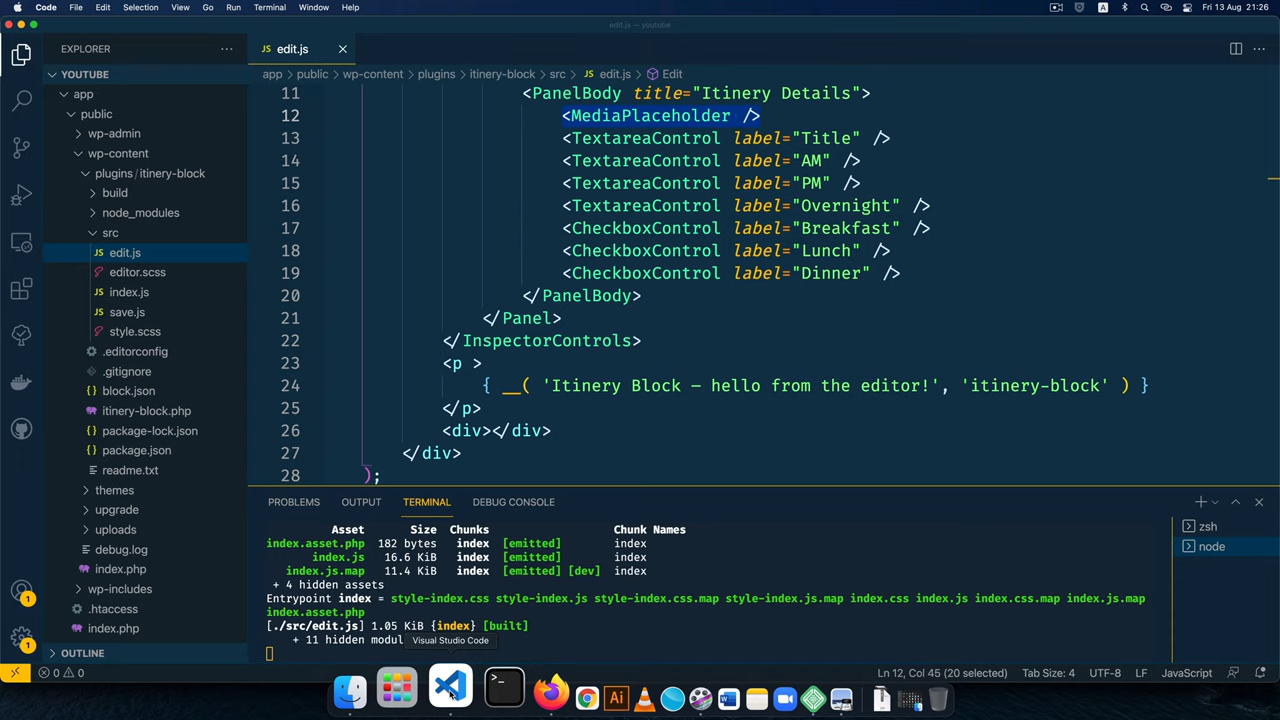 Code File Edit Selection View Go Run Terminal Window Help
A Fri 13 Aug 21:26
edit.js — youtube
EXPLORER
JS edit.js
YOUTUBE
app > public > wp-content > plugins > itinery-block > src > JS edit.js > Edit
app
public
wp-admin
wp-content
plugins / itinery-block
build
node_modules
src
JS edit.js
editor.scss
JS index.js
JS save.js
style.scss
.editorconfig
.gitignore
block.json
itinery-block.php
package-lock.json
package.json
readme.txt
themes
upgrade
uploads
debug.log
index.php
wp-includes
.htaccess
index.php
OUTLINE
11 <PanelBody title="Itinery Details">
12 <MediaPlaceholder />
13 <TextareaControl label="Title" />
14 <TextareaControl label="AM" />
15 <TextareaControl label="PM" />
16 <TextareaControl label="Overnight" />
17 <CheckboxControl label="Breakfast" />
18 <CheckboxControl label="Lunch" />
19 <CheckboxControl label="Dinner" />
20 </PanelBody>
21 </Panel>
22 </InspectorControls>
23 <p >
24 { __( 'Itinery Block – hello from the editor!', 'itinery-block' ) }
25 </p>
26 <div></div>
27 </div>
28 );
PROBLEMS OUTPUT TERMINAL DEBUG CONSOLE
Asset Size Chunks Chunk Names
index.asset.php 182 bytes index [emitted] index
index.js 16.6 KiB index [emitted] index
index.js.map 11.4 KiB index [emitted] [dev] index
+ 4 hidden assets
Entrypoint index = style-index.css style-index.js style-index.css.map style-index.js.map index.css index.js index.css.map index.js.map
index.asset.php
[./src/edit.js] 1.05 KiB {index} [built]
+ 11 hidden modul
zsh
node
Visual Studio Code
1
1
0 0
Ln 12, Col 45 (20 selected) Tab Size: 4 UTF-8 LF JavaScript
Ai
W